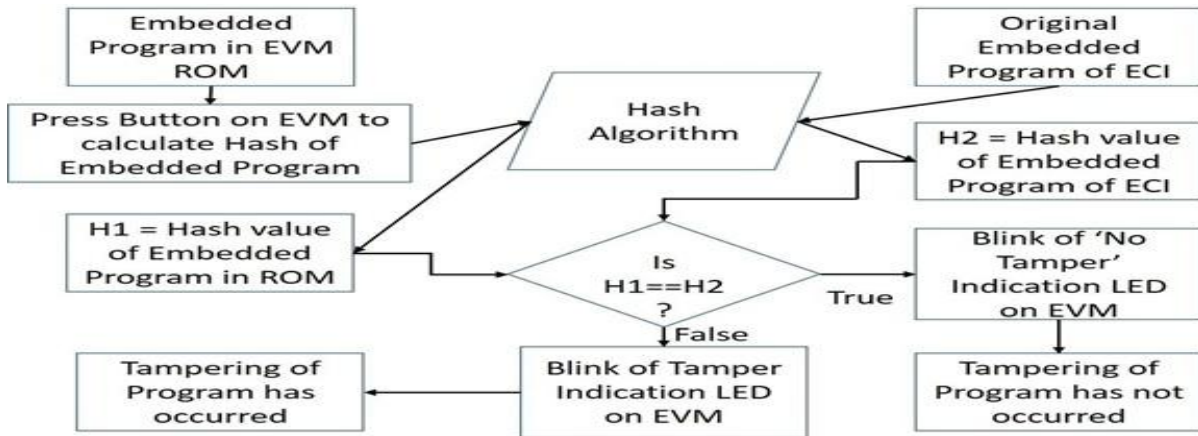 Embedded
Program in EVM
ROM
Original
Embedded
Program of ECI
Press Button on EVM to
calculate Hash of
Embedded Program
Hash
Algorithm
H2 = Hash value
of Embedded
Program of ECI
H1 = Hash value
of Embedded
Program in ROM
Is
H1==H2
?
True
False
Blink of ‘No
Tamper’
Indication LED
on EVM
Tampering of
Program has
occurred
Blink of Tamper
Indication LED
on EVM
Tampering of
Program has not
occurred